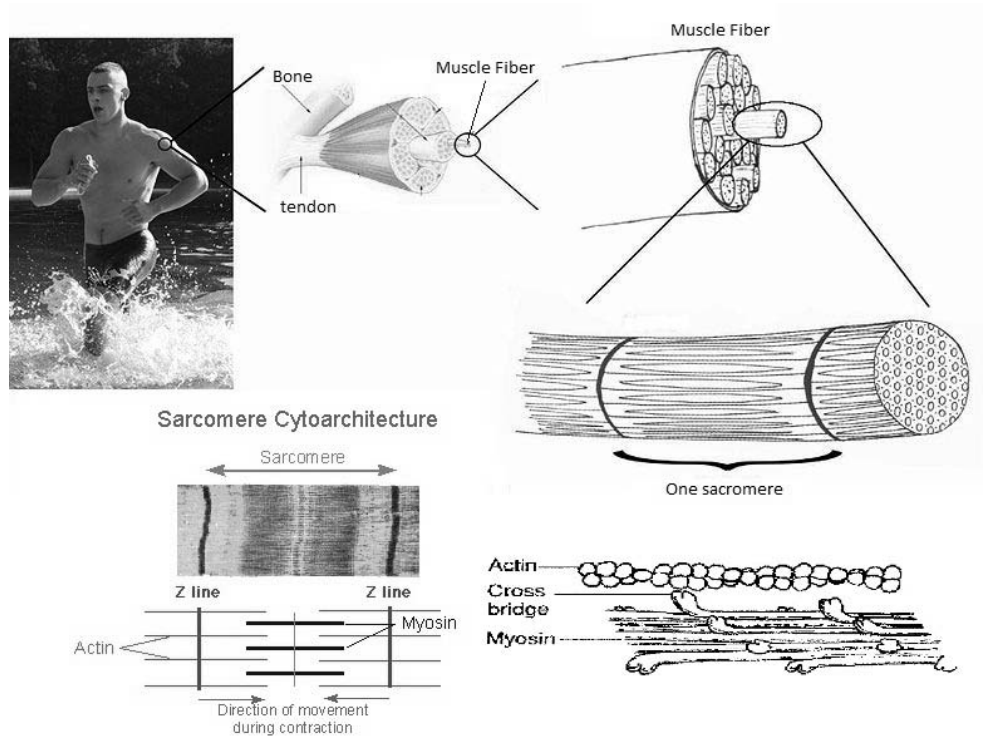 Muscle Fiber
Bone
Muscle Fiber
tendon
Sarcomere Cytoarchitecture
Sarcomere
One sacromere
Z line
Z line
Myosin
Actin
Direction of movement
during contraction
Actin
Cross
bridge
Myosin